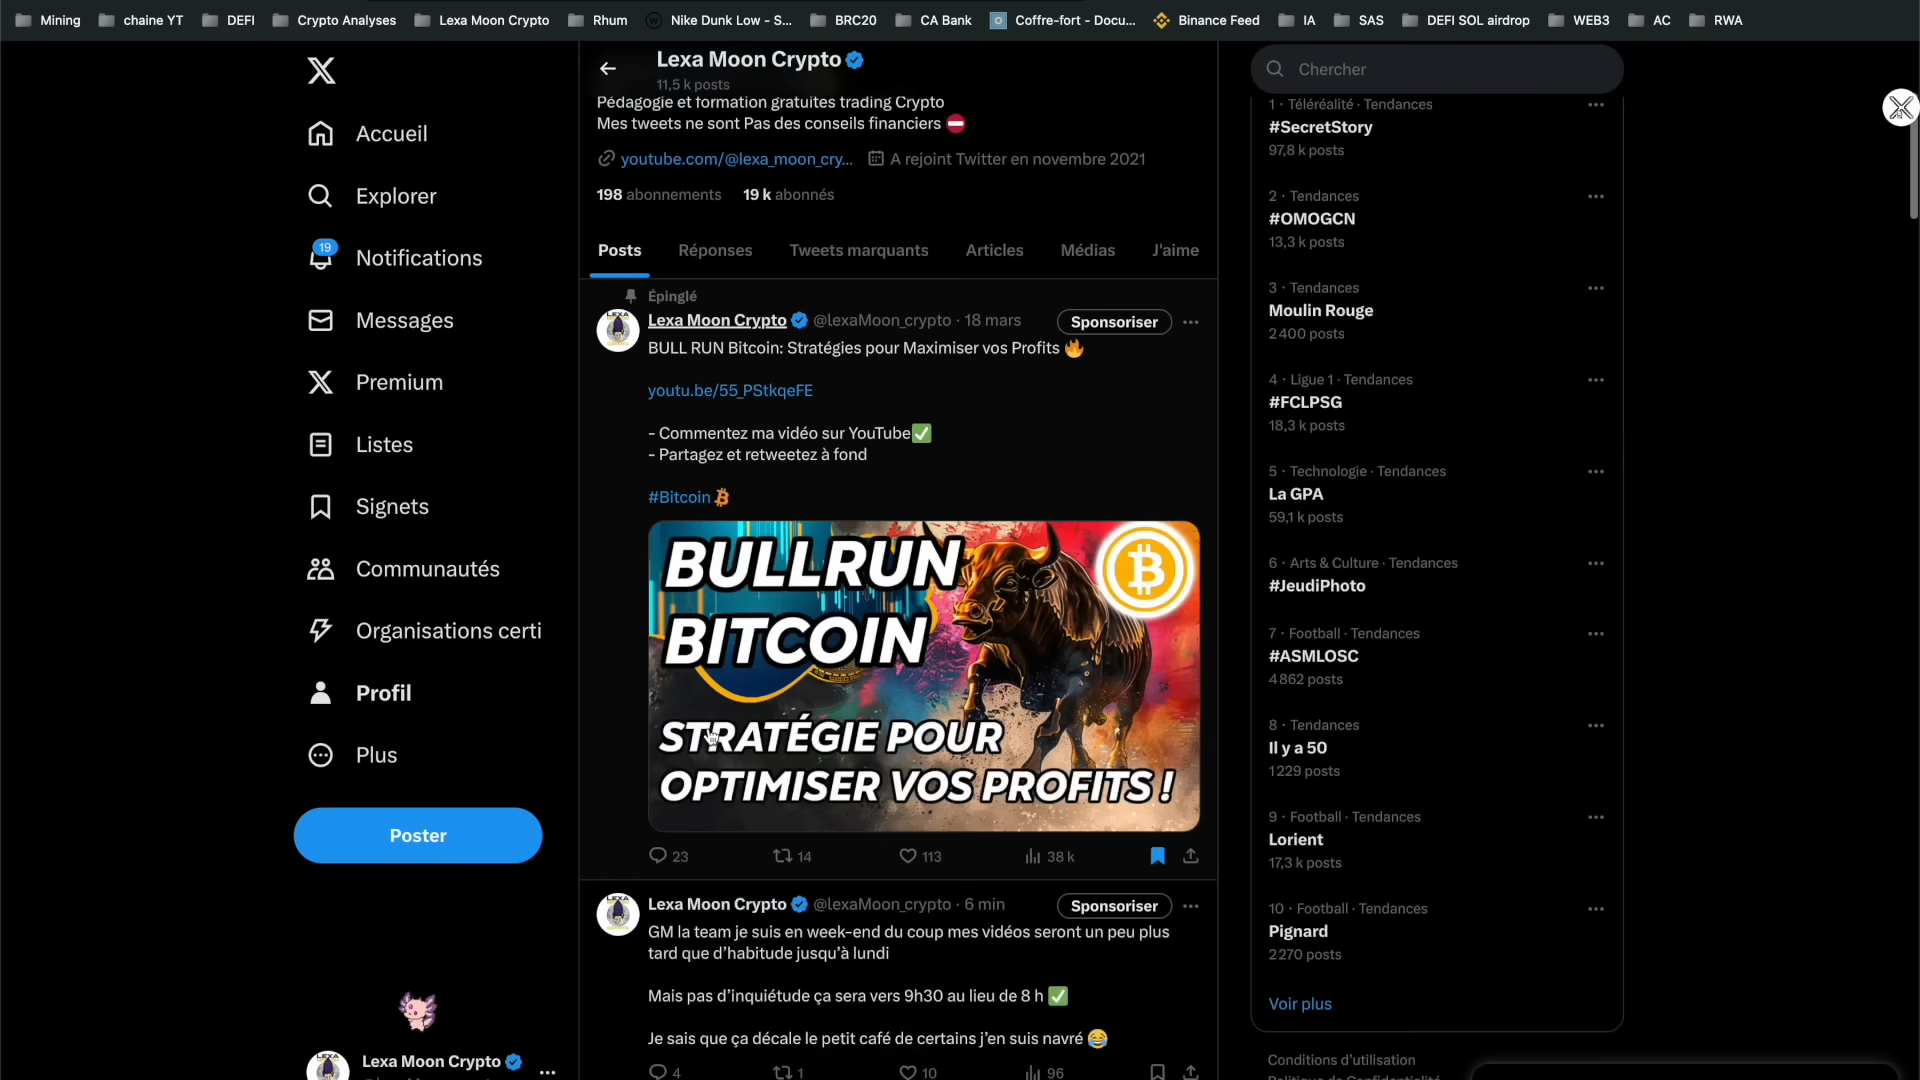 Mining
chaine YT
DEFI
Crypto Analyses
Lexa Moon Crypto
Rhum
Nike Dunk Low - S...
BRC20
CA Bank
Coffre-fort - Docu...
Binance Feed
IA
SAS
DEFI SOL airdrop
WEB3
AC
RWA
Accueil
Explorer
19
Notifications
Messages
Premium
Listes
Signets
Communautés
Organisations certi
Profil
Plus
Poster
Lexa Moon Crypto
Lexa Moon Crypto
11,5 k posts
Pédagogie et formation gratuites trading Crypto
Mes tweets ne sont Pas des conseils financiers ⛔
youtube.com/@lexa_moon_cry... A rejoint Twitter en novembre 2021
198 abonnements 19 k abonnés
Posts Réponses Tweets marquants Articles Médias J'aime
Épinglé
Lexa Moon Crypto @lexaMoon_crypto · 18 mars
Sponsoriser
BULL RUN Bitcoin: Stratégies pour Maximiser vos Profits 🔥
youtu.be/55_PStkqeFE
- Commentez ma vidéo sur YouTube✅
- Partagez et retweetez à fond
#Bitcoin
BULLRUN
BITCOIN
STRATÉGIE POUR
OPTIMISER VOS PROFITS !
23 14 113 38 k
Lexa Moon Crypto @lexaMoon_crypto · 6 min
Sponsoriser
GM la team je suis en week-end du coup mes vidéos seront un peu plus
tard que d'habitude jusqu'à lundi
Mais pas d'inquiétude ça sera vers 9h30 au lieu de 8 h ✅
Je sais que ça décale le petit café de certains j'en suis navré 😂
4 1 10 96
Chercher
1 · Téléréalité · Tendances
#SecretStory
97,8 k posts
2 · Tendances
#OMOGCN
13,3 k posts
3 · Tendances
Moulin Rouge
2 400 posts
4 · Ligue 1 · Tendances
#FCLPSG
18,3 k posts
5 · Technologie · Tendances
La GPA
59,1 k posts
6 · Arts & Culture · Tendances
#JeudiPhoto
7 · Football · Tendances
#ASMLOSC
4 862 posts
8 · Tendances
Il y a 50
1 229 posts
9 · Football · Tendances
Lorient
17,3 k posts
10 · Football · Tendances
Pignard
2 270 posts
Voir plus
Conditions d'utilisation